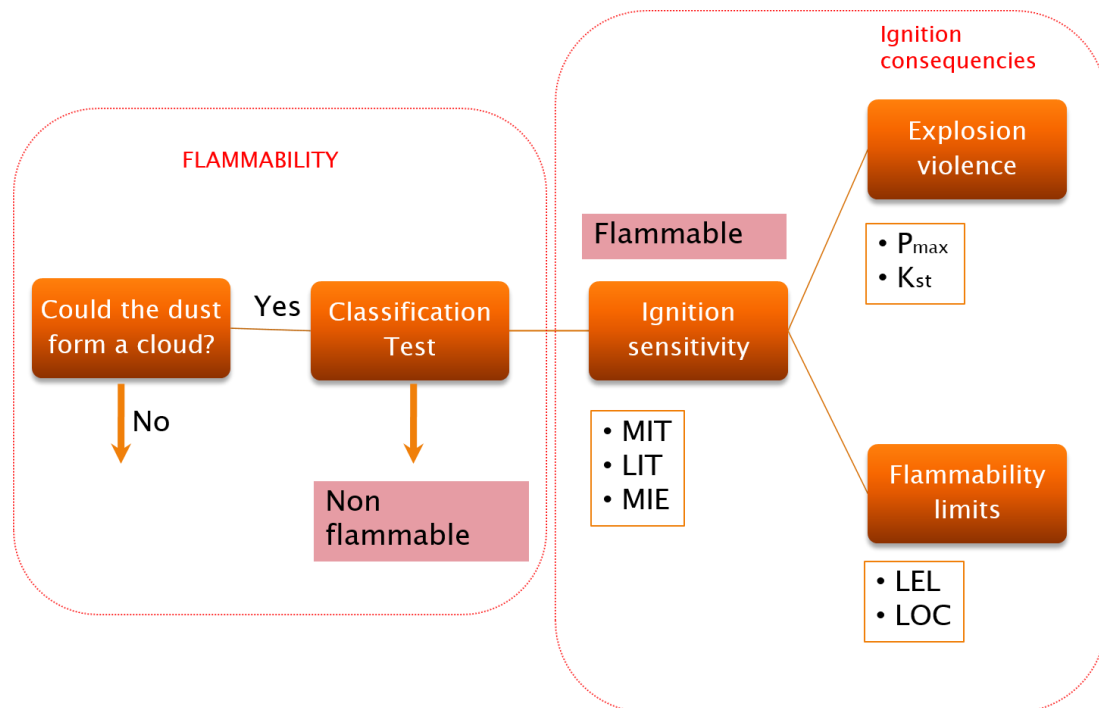 Ignition
consequencies
Explosion
violence
FLAMMABILITY
Flammable
• Pmax
• Kst
Could the dust
form a cloud?
Yes
Classification
Test
Ignition
sensitivity
No
• MIT
• LIT
• MIE
Flammability
limits
Non
flammable
• LEL
• LOC